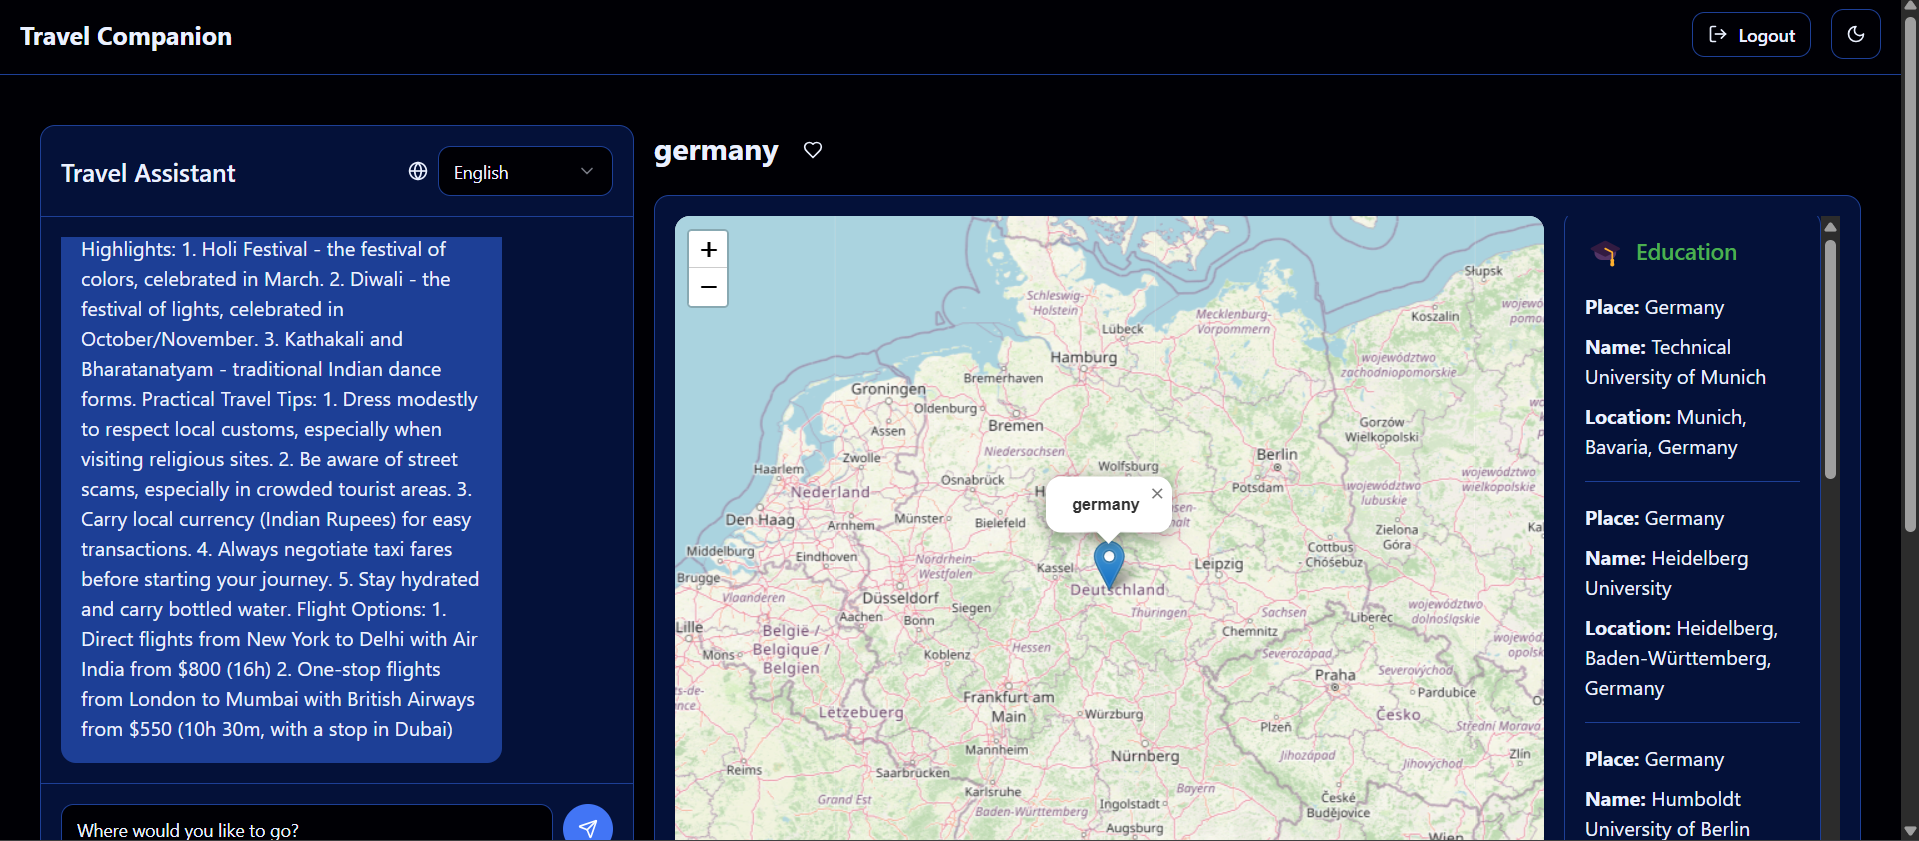 Travel Companion
Logout
Travel Assistant
English
Highlights: 1. Holi Festival - the festival of
colors, celebrated in March. 2. Diwali - the
festival of lights, celebrated in
October/November. 3. Kathakali and
Bharatanatyam - traditional Indian dance
forms. Practical Travel Tips: 1. Dress modestly
to respect local customs, especially when
visiting religious sites. 2. Be aware of street
scams, especially in crowded tourist areas. 3.
Carry local currency (Indian Rupees) for easy
transactions. 4. Always negotiate taxi fares
before starting your journey. 5. Stay hydrated
and carry bottled water. Flight Options: 1.
Direct flights from New York to Delhi with Air
India from $800 (16h) 2. One-stop flights
from London to Mumbai with British Airways
from $550 (10h 30m, with a stop in Dubai)
Where would you like to go?
germany
+
−
Słupsk
Schleswig-
Holstein
Mecklenburg-
Vorpommern
Koszalin
Lübeck
Hamburg
województwo
zachodniopomorskie
Bremerhaven
Groningen
Oldenburg
Assen
Bremen
Gorzów
Wielkopolski
Niedersachsen
Berlin
Zwolle
Haarlem
Wolfsburg
Osnabrück
Potsdam
Nederland
województwo
wielkopolskie
województwo
lubuskie
germany
×
Den Haag
Arnhem
Münster
Bielefeld
Zielona
Góra
Middelburg
Eindhoven
Cottbus
- Chóśebuz
Nordrhein-
Westfalen
Kassel
Leipzig
Brugge
Deutschland
Vlaanderen
Düsseldorf
Siegen
Thüringen
Sachsen
województwo
dolnośląskie
Aachen
Bonn
Liberec
Lille
België /
Belgique /
Belgien
Chemnitz
Mons
Koblenz
Hessen
Severozápad
Severovýchod
Praha
Pardubice
Frankfurt am
Main
Würzburg
Lëtzebuerg
Česko
Plzeň
Střední Morava
Mannheim
Nürnberg
Jihozápad
Jihovýchod
Zlín
Reims
Saarbrücken
Karlsruhe
Bayern
Grand Est
Baden-Württemberg
Ingolstadt
České
Budějovice
Augsburg
Wien
Education
Place: Germany
Name: Technical
University of Munich
Location: Munich,
Bavaria, Germany
Place: Germany
Name: Heidelberg
University
Location: Heidelberg,
Baden-Württemberg,
Germany
Place: Germany
Name: Humboldt
University of Berlin